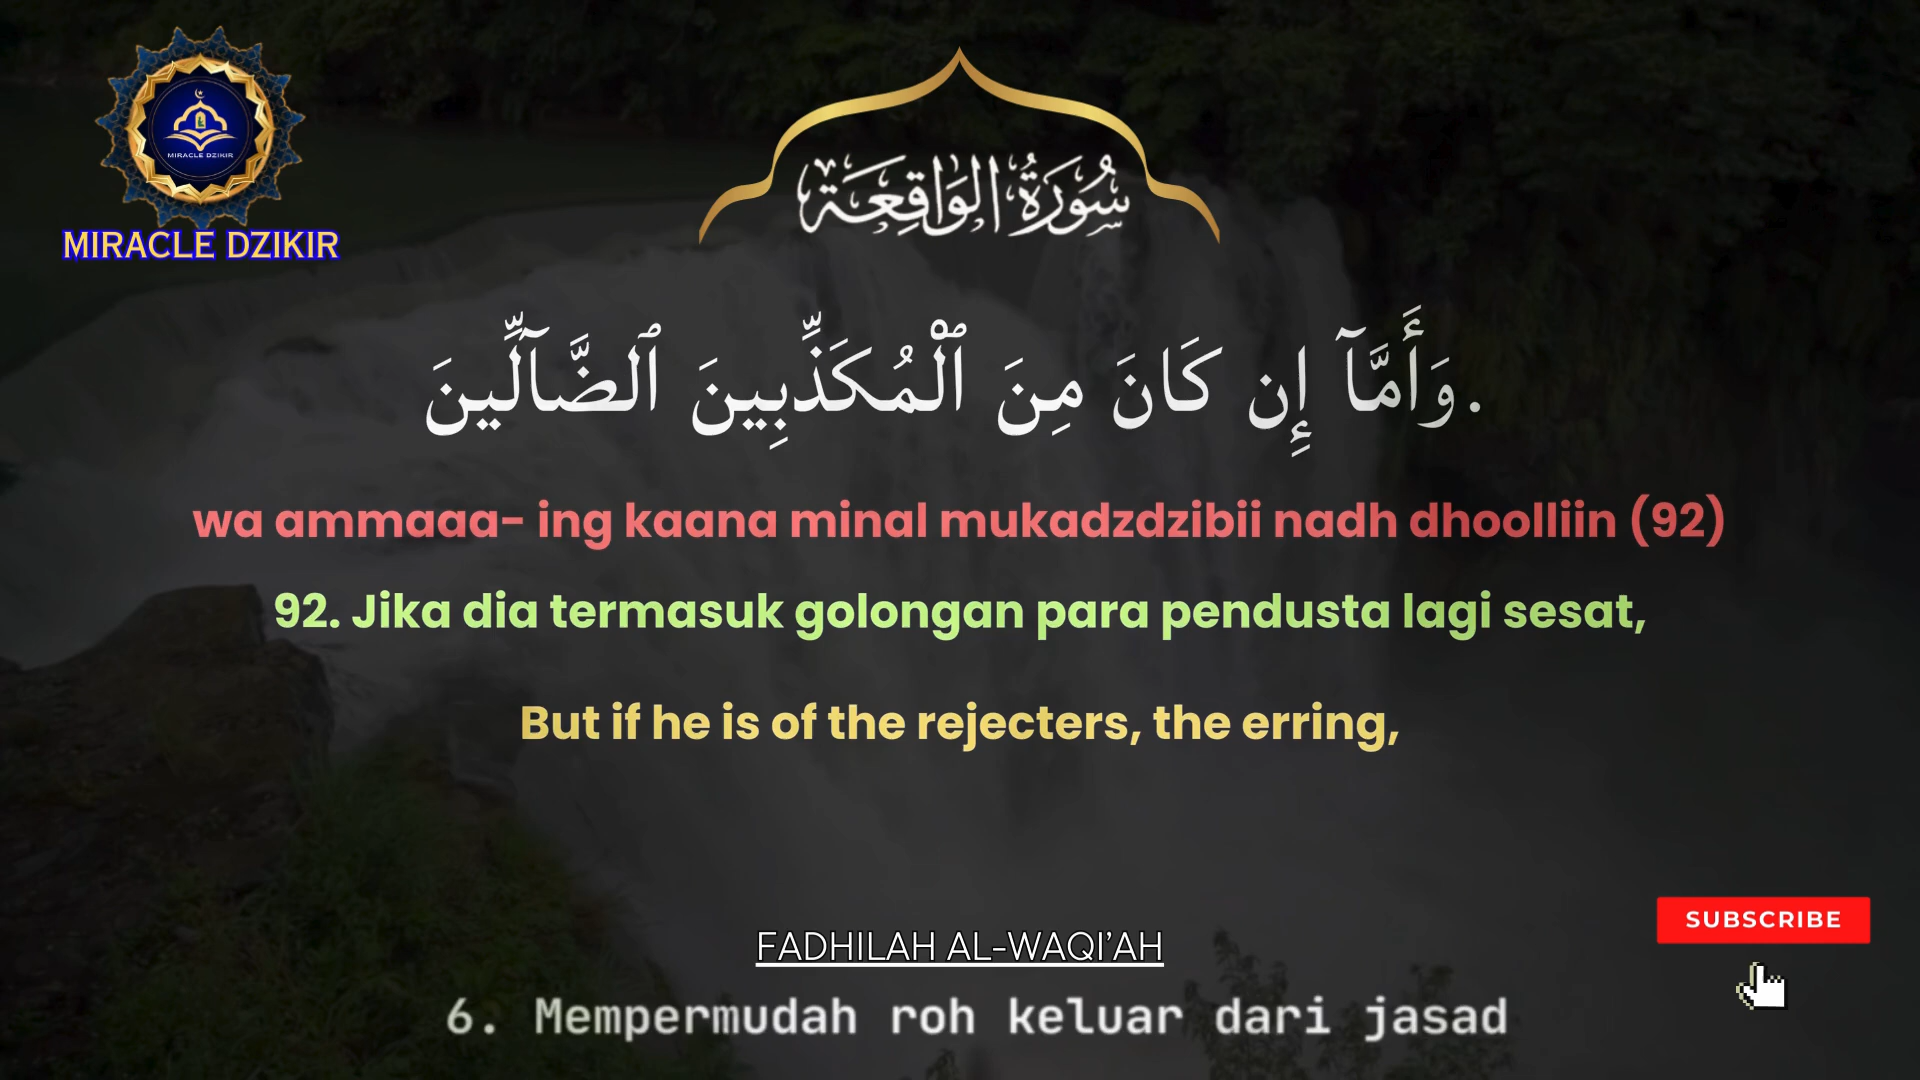 MIRACLE DZIKIR
MIRACLE DZIKIR
سُورَةُ الوَاقِعَة
وَأَمَّآ إِن كَانَ مِنَ ٱلْمُكَذِّبِينَ ٱلضَّآلِّينَ.
wa ammaaa- ing kaana minal mukadzdzibii nadh dhoolliin (92)
92. Jika dia termasuk golongan para pendusta lagi sesat,
But if he is of the rejecters, the erring,
SUBSCRIBE
FADHILAH AL-WAQI'AH
6. Mempermudah roh keluar dari jasad